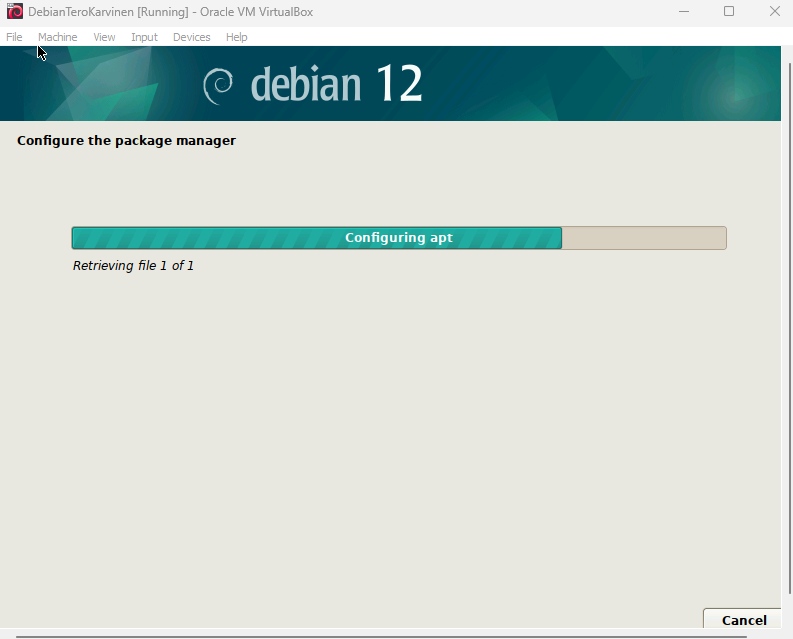 DebianTeroKarvinen [Running] - Oracle VM VirtualBox
File Machine View Input Devices Help
debian 12
Configure the package manager
Configuring apt
Retrieving file 1 of 1
Cancel